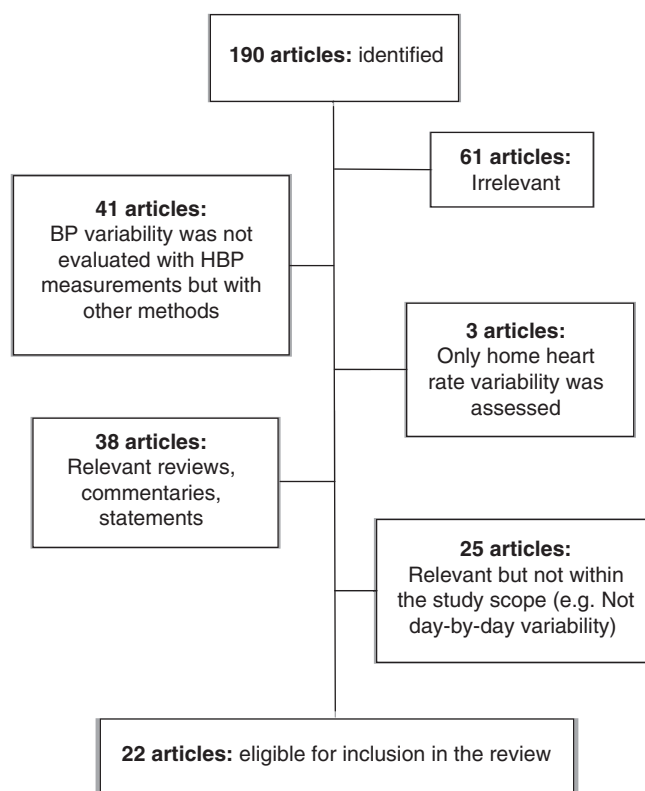 190 articles: identified
61 articles:
Irrelevant
41 articles:
BP variability was not
evaluated with HBP
measurements but with
other methods
3 articles:
Only home heart
rate variability was
assessed
38 articles:
Relevant reviews,
commentaries,
statements
25 articles:
Relevant but not within
the study scope (e.g. Not
day-by-day variability)
22 articles: eligible for inclusion in the review